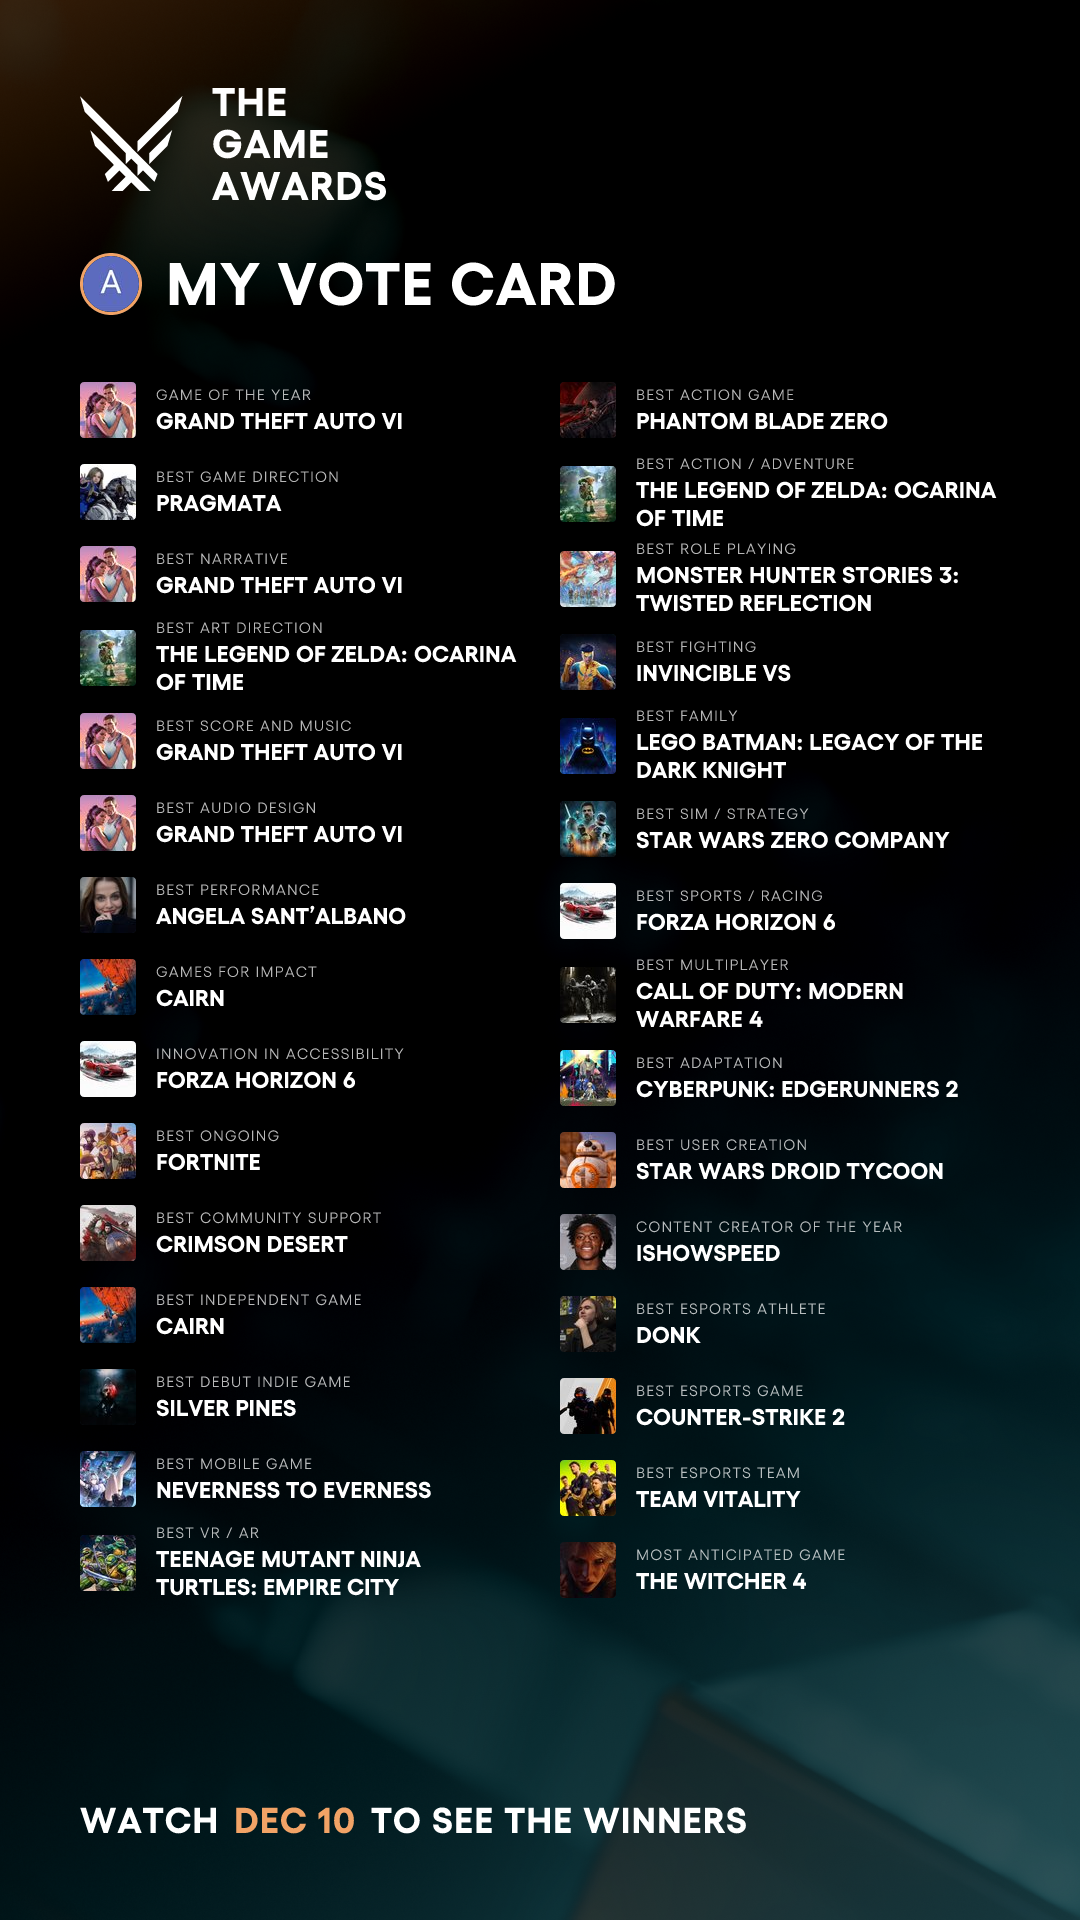 THE
GAME
AWARDS
A
MY VOTE CARD
GAME OF THE YEAR
GRAND THEFT AUTO VI
BEST GAME DIRECTION
PRAGMATA
BEST NARRATIVE
GRAND THEFT AUTO VI
BEST ART DIRECTION
THE LEGEND OF ZELDA: OCARINA
OF TIME
BEST SCORE AND MUSIC
GRAND THEFT AUTO VI
BEST AUDIO DESIGN
GRAND THEFT AUTO VI
BEST PERFORMANCE
ANGELA SANT’ALBANO
GAMES FOR IMPACT
CAIRN
INNOVATION IN ACCESSIBILITY
FORZA HORIZON 6
BEST ONGOING
FORTNITE
BEST COMMUNITY SUPPORT
CRIMSON DESERT
BEST INDEPENDENT GAME
CAIRN
BEST DEBUT INDIE GAME
SILVER PINES
BEST MOBILE GAME
NEVERNESS TO EVERNESS
BEST VR / AR
TEENAGE MUTANT NINJA
TURTLES: EMPIRE CITY
BEST ACTION GAME
PHANTOM BLADE ZERO
BEST ACTION / ADVENTURE
THE LEGEND OF ZELDA: OCARINA
OF TIME
BEST ROLE PLAYING
MONSTER HUNTER STORIES 3:
TWISTED REFLECTION
BEST FIGHTING
INVINCIBLE VS
BEST FAMILY
LEGO BATMAN: LEGACY OF THE
DARK KNIGHT
BEST SIM / STRATEGY
STAR WARS ZERO COMPANY
BEST SPORTS / RACING
FORZA HORIZON 6
BEST MULTIPLAYER
CALL OF DUTY: MODERN
WARFARE 4
BEST ADAPTATION
CYBERPUNK: EDGERUNNERS 2
BEST USER CREATION
STAR WARS DROID TYCOON
CONTENT CREATOR OF THE YEAR
ISHOWSPEED
BEST ESPORTS ATHLETE
DONK
BEST ESPORTS GAME
COUNTER-STRIKE 2
BEST ESPORTS TEAM
TEAM VITALITY
MOST ANTICIPATED GAME
THE WITCHER 4
WATCH DEC 10 TO SEE THE WINNERS